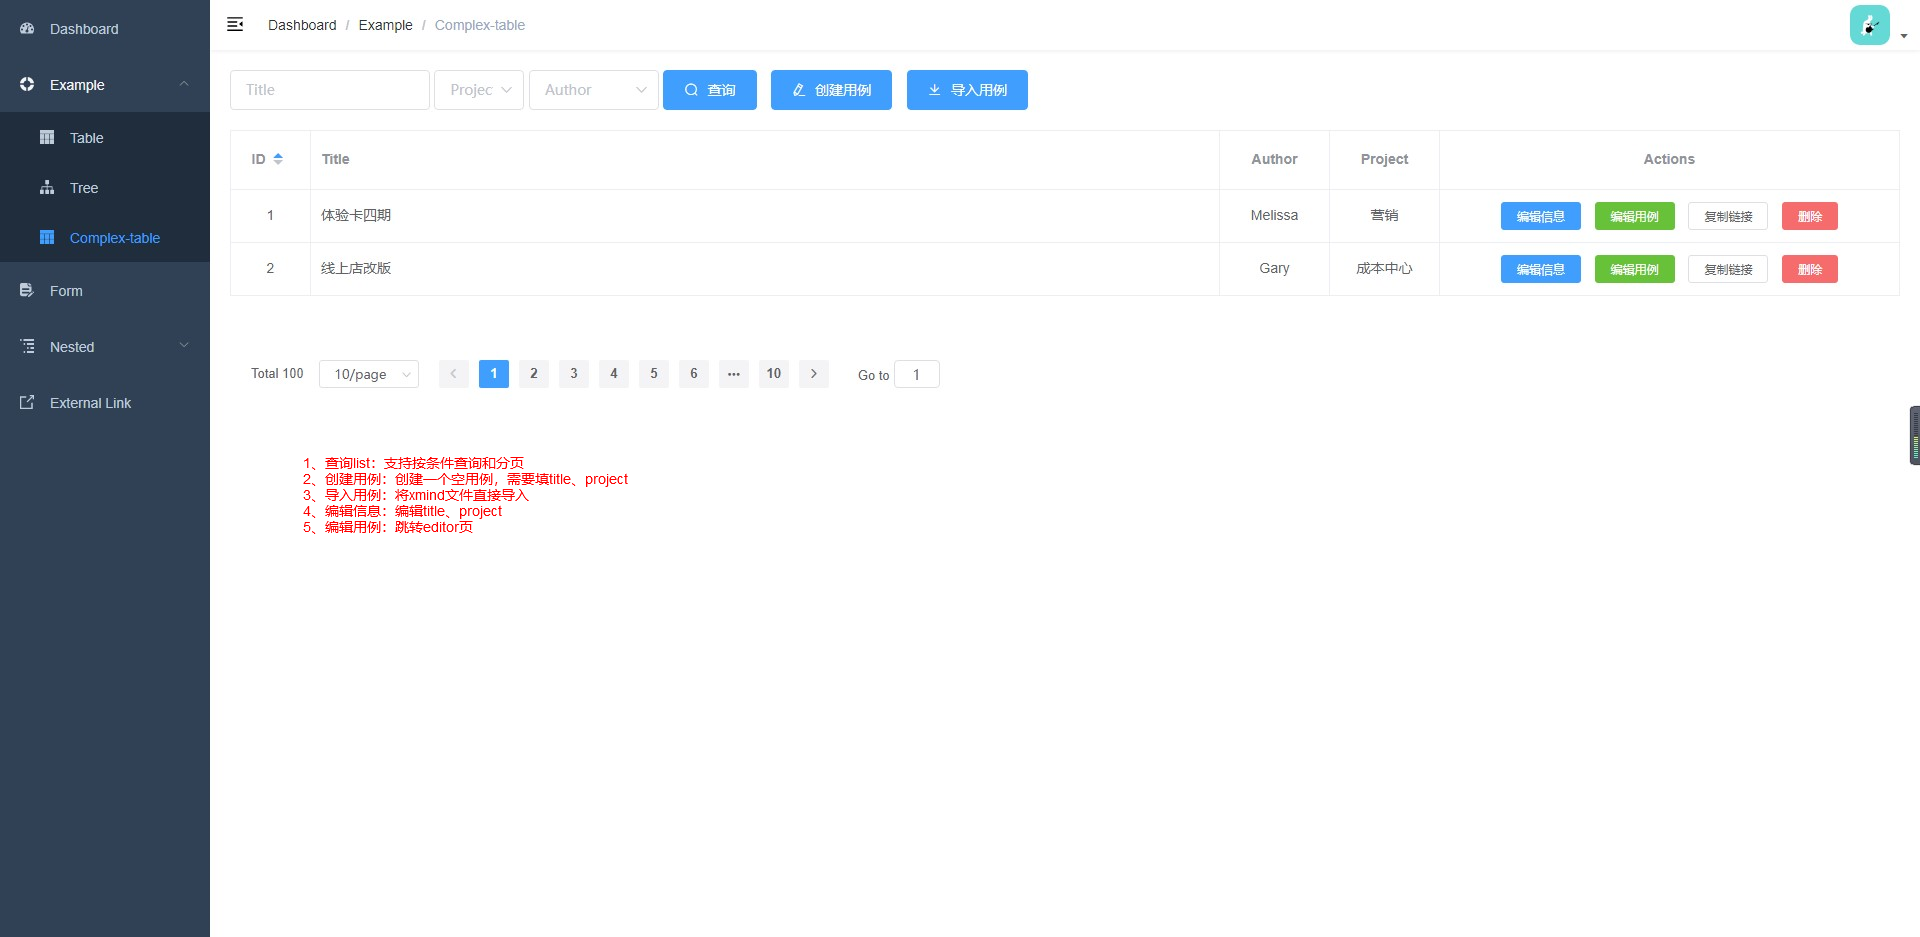 Dashboard
Example
Table
Tree
Complex-table
Form
Nested
External Link
Dashboard / Example / Complex-table
Title Projec Author 查询 创建用例 导入用例
ID Title Author Project Actions
1 体验卡四期 Melissa 营销 编辑信息 编辑用例 复制链接 删除
2 线上店改版 Gary 成本中心 编辑信息 编辑用例 复制链接 删除
Total 100 10/page 1 2 3 4 5 6 ••• 10 Go to 1
1、查询list：支持按条件查询和分页
2、创建用例：创建一个空用例，需要填title、project
3、导入用例：将xmind文件直接导入
4、编辑信息：编辑title、project
5、编辑用例：跳转editor页